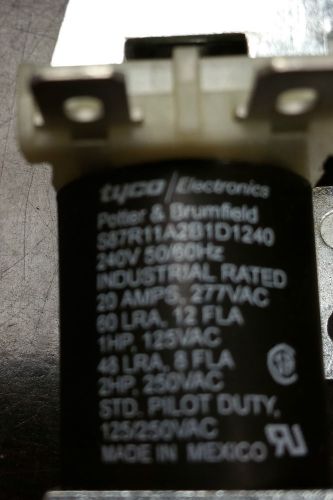 tyco / Electronics
Potter & Brumfield
S87R11A2B1D1240
240V 50/60Hz
INDUSTRIAL RATED
20 AMPS, 277VAC
60 LRA, 12 FLA
1HP, 125VAC
48 LRA, 8 FLA
2HP, 250VAC
STD. PILOT DUTY,
125/250VAC
MADE IN MEXICO